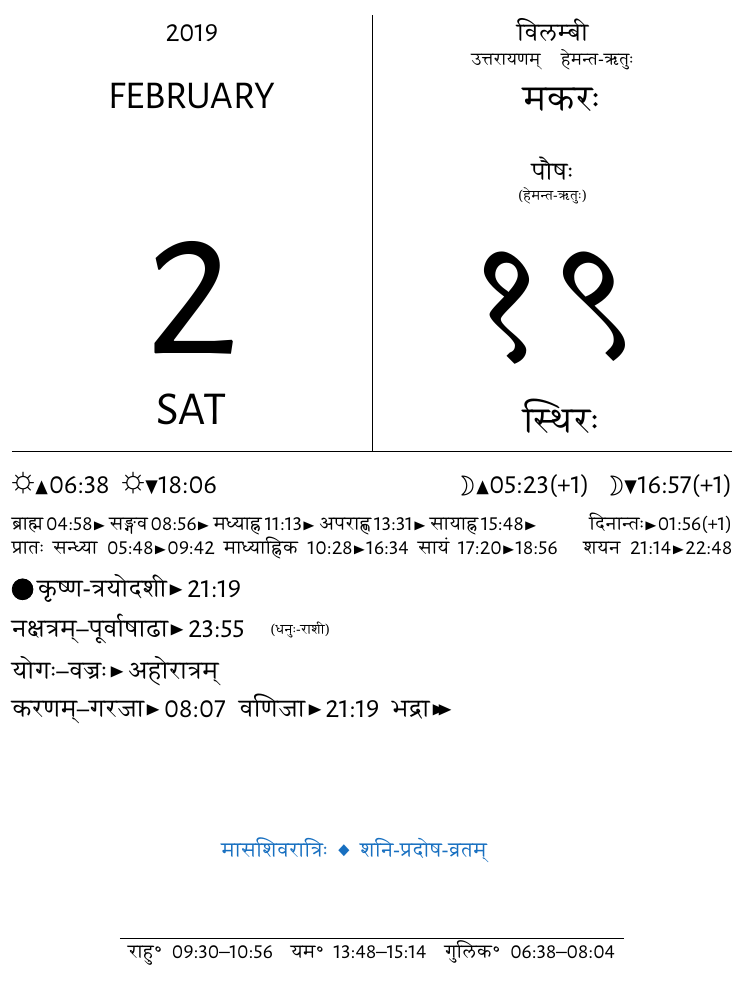 2019
FEBRUARY
2
SAT
विलम्बी
उत्तरायणम् हेमन्त-ऋतुः
मकरः
पौषः
(हेमन्त-ऋतुः)
१९
स्थिरः
☼▲06:38 ☼▼18:06 ☽▲05:23(+1) ☽▼16:57(+1)
ब्राह्म 04:58► सङ्गव 08:56► मध्याह्न 11:13► अपराह्ण 13:31► सायाह्न 15:48► दिनान्तः►01:56(+1)
प्रातः सन्ध्या 05:48►09:42 माध्याह्निक 10:28►16:34 सायं 17:20►18:56 शयन 21:14►22:48
कृष्ण-त्रयोदशी► 21:19
नक्षत्रम्–पूर्वाषाढा► 23:55 (धनुः-राशी)
योगः–वज्रः► अहोरात्रम्
करणम्–गरजा► 08:07 वणिजा► 21:19 भद्रा►►
मासशिवरात्रिः ◆ शनि-प्रदोष-व्रतम्
राहु॰ 09:30–10:56 यम॰ 13:48–15:14 गुलिक॰ 06:38–08:04